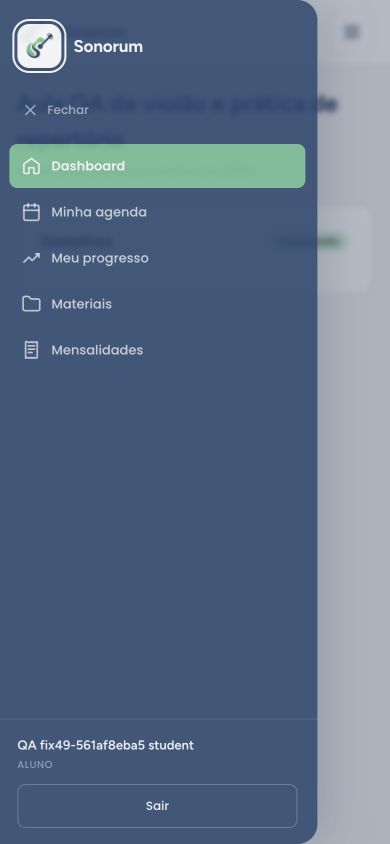 Sonorum
Fechar
Dashboard
Minha agenda
Meu progresso
Materiais
Mensalidades
QA fix49-561af8eba5 student
ALUNO
Sair